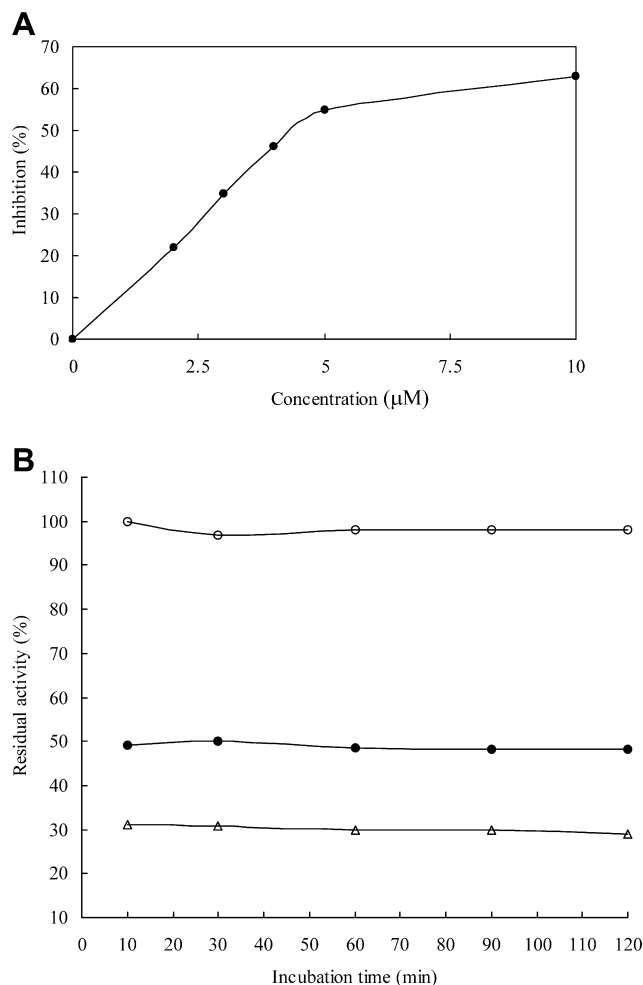 A
70
60
50
40
30
20
10
0
Inhibition (%)
0 2.5 5 7.5 10
Concentration (μM)
B
110
100
90
80
70
60
50
40
30
20
10
Residual activity (%)
0 10 20 30 40 50 60 70 80 90 100 110 120
Incubation time (min)